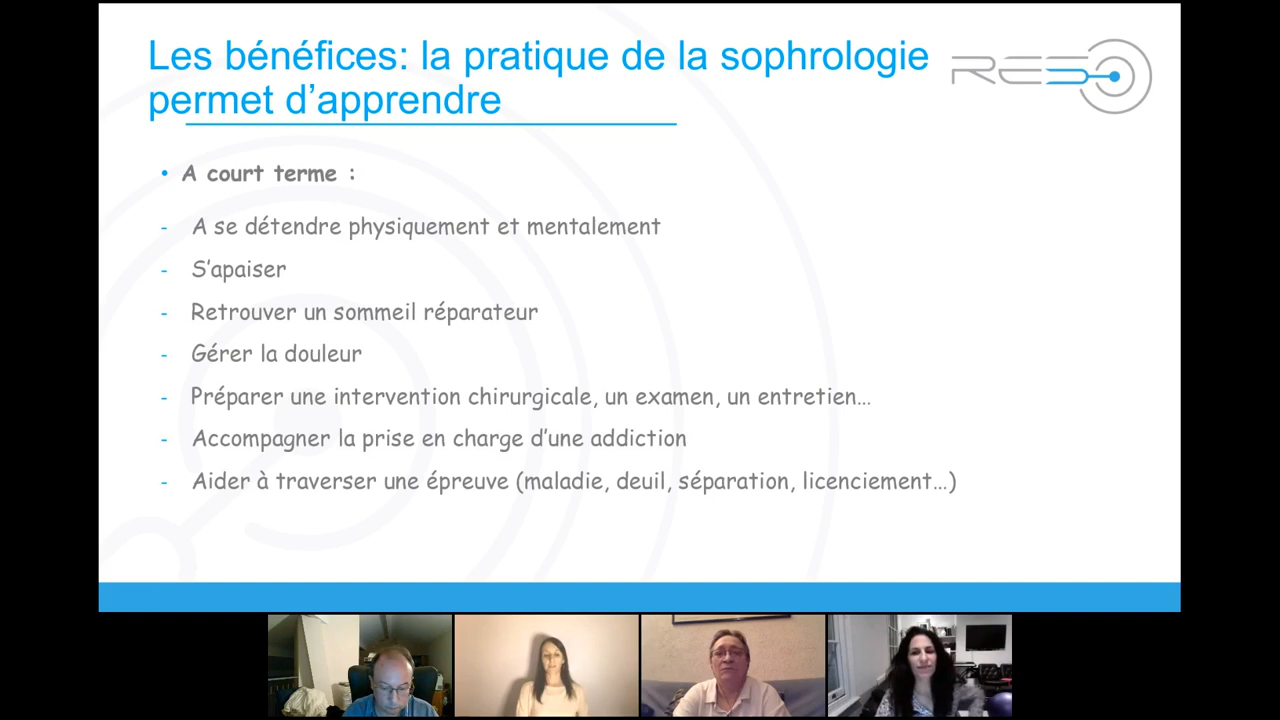 Les bénéfices: la pratique de la sophrologie
permet d’apprendre
RESO
• A court terme :
- A se détendre physiquement et mentalement
- S’apaiser
- Retrouver un sommeil réparateur
- Gérer la douleur
- Préparer une intervention chirurgicale, un examen, un entretien…
- Accompagner la prise en charge d’une addiction
- Aider à traverser une épreuve (maladie, deuil, séparation, licenciement…)